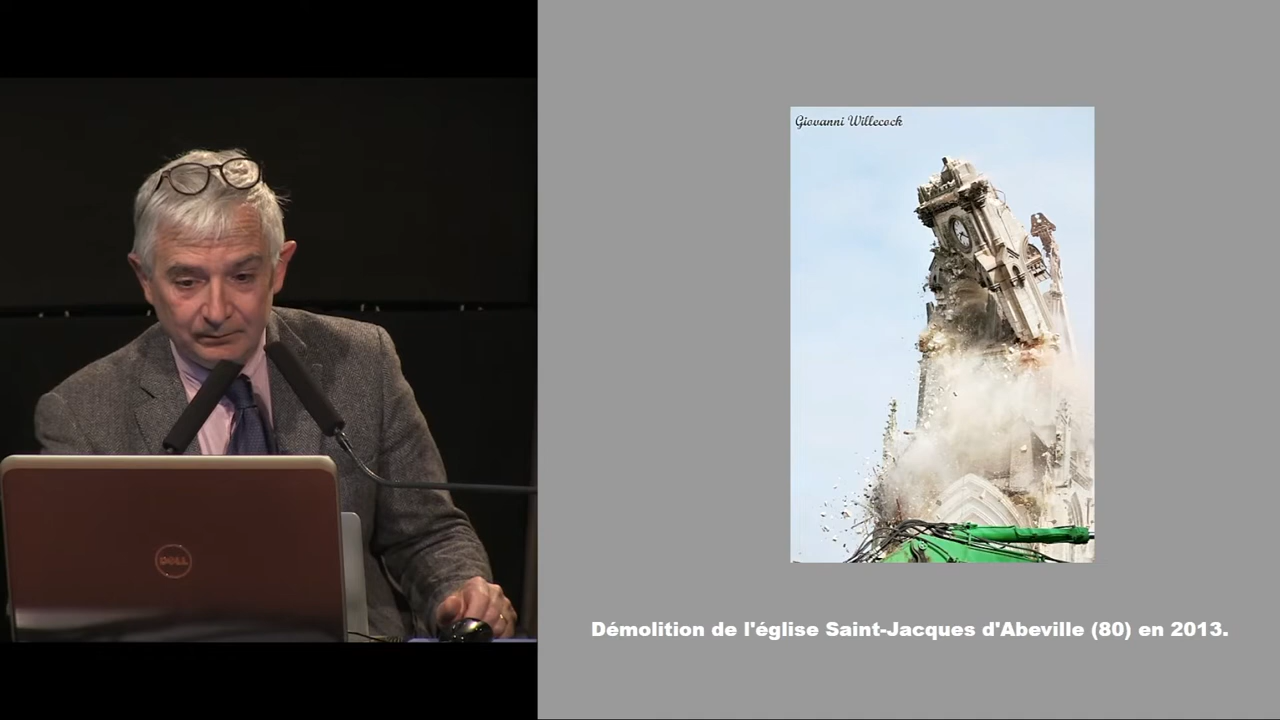 Giovanni Willecock
DELL
Démolition de l'église Saint-Jacques d'Abeville (80) en 2013.